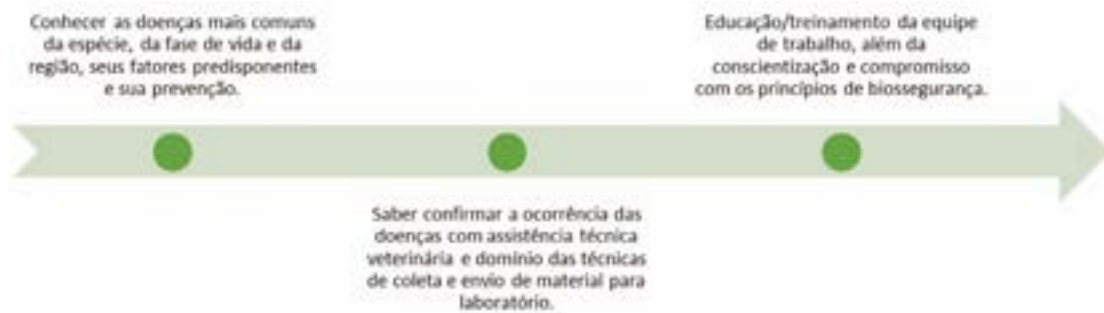 Conhecer as doenças mais comuns
da espécie, da fase de vida e da
região, seus fatores predisponentes
e sua prevenção.
Saber confirmar a ocorrência das
doenças com assistência técnica
veterinária e domínio das técnicas
de coleta e envio de material para
laboratório.
Educação/treinamento da equipe
de trabalho, além da
conscientização e compromisso
com os princípios de biossegurança.